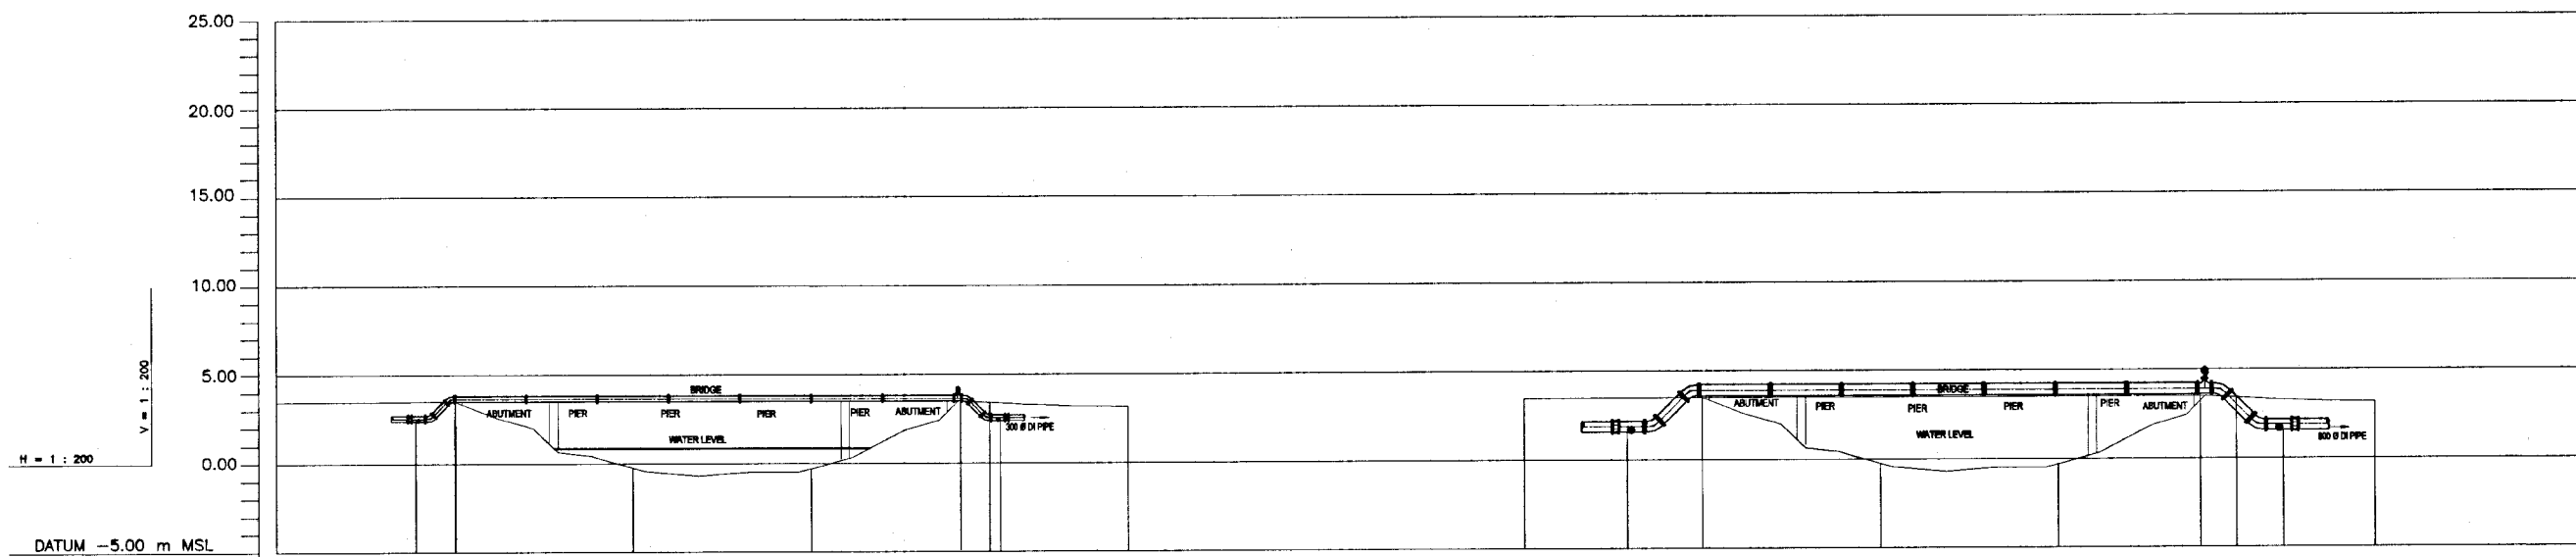 25.00
20.00
15.00
10.00
5.00
0.00
V = 1 : 200
H = 1 : 200
DATUM -5.00 m MSL
BRIDGE
ABUTMENT PIER PIER PIER PIER ABUTMENT
300 Ø DI PIPE
WATER LEVEL
BRIDGE
ABUTMENT PIER PIER PIER PIER ABUTMENT
WATER LEVEL
800 Ø DI PIPE